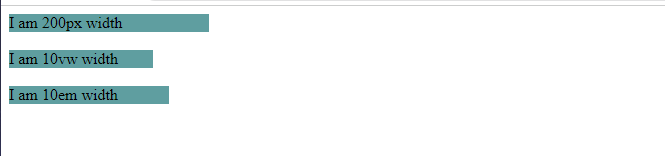 I am 200px width
I am 10vw width
I am 10em width